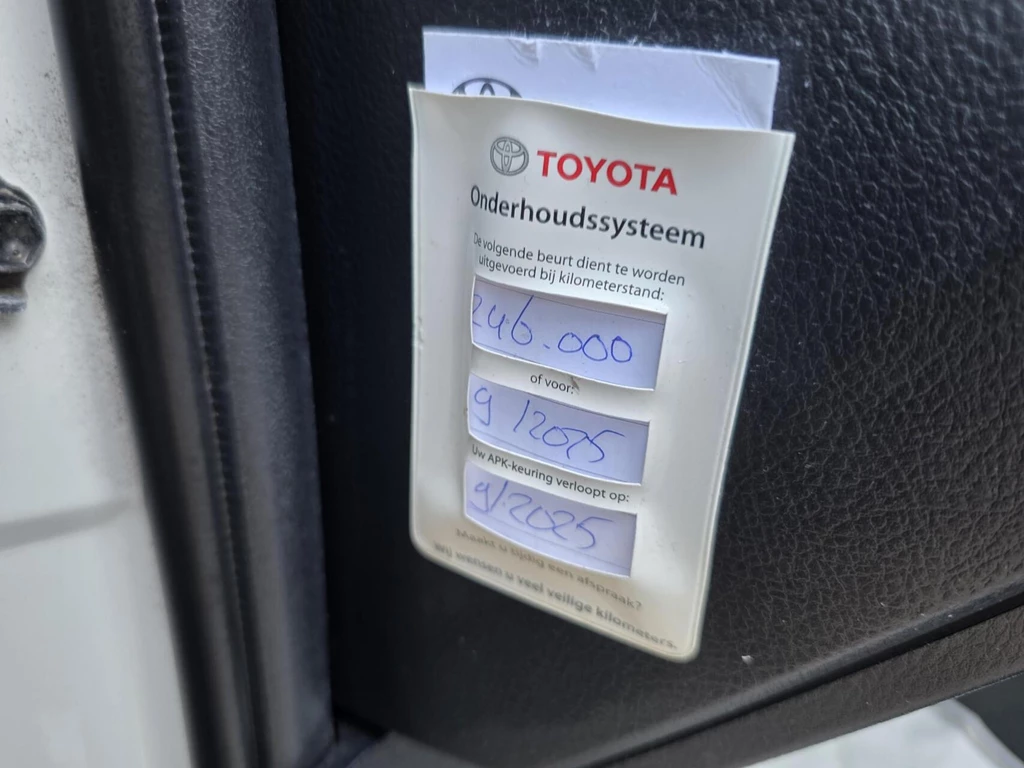 TOYOTA
Onderhoudssysteem
De volgende beurt dient te worden
uitgevoerd bij kilometerstand:
246.000
of voor:
9/2025
Uw APK-keuring verloopt op:
9/2025
Maakt u tijdig een afspraak?
Wij wensen u veel veilige kilometers.